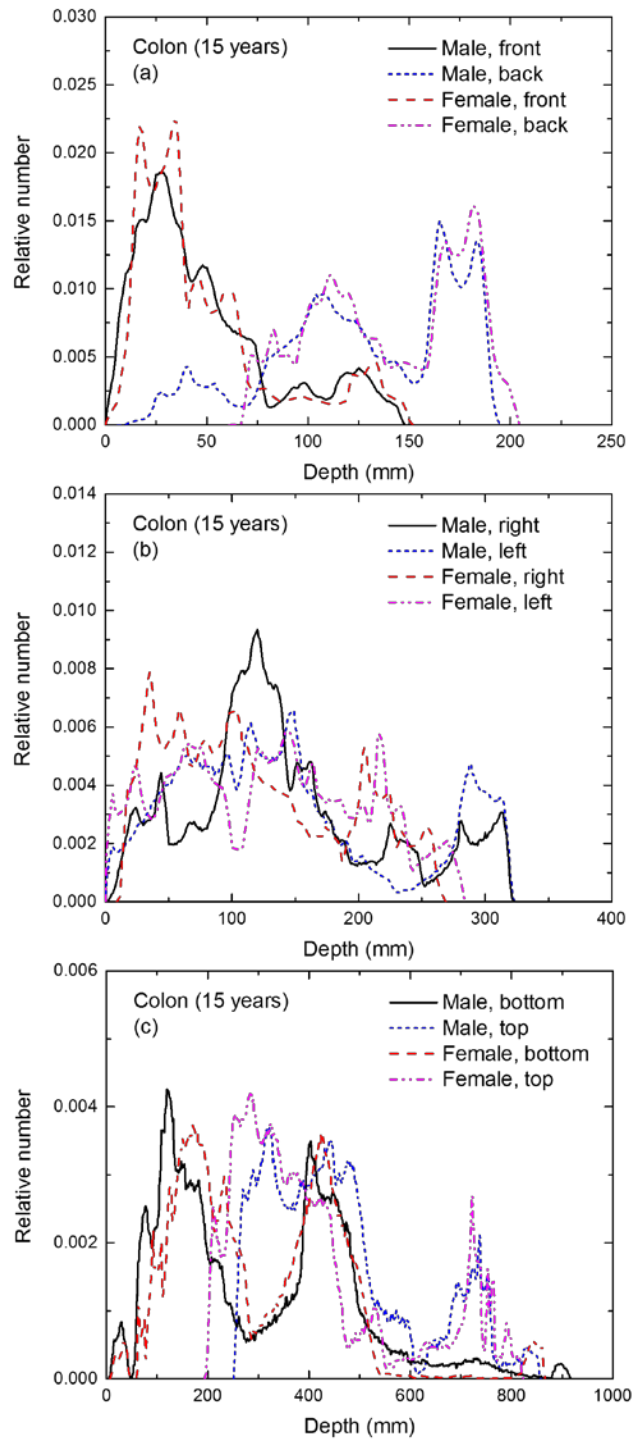 0.030
Colon (15 years)
(a)
Male, front
Male, back
Female, front
Female, back
0.025
0.020
0.015
0.010
0.005
0.000
Relative number
0 50 100 150 200 250
Depth (mm)
0.014
Colon (15 years)
(b)
Male, right
Male, left
Female, right
Female, left
0.012
0.010
0.008
0.006
0.004
0.002
0.000
Relative number
0 100 200 300 400
Depth (mm)
0.006
Colon (15 years)
(c)
Male, bottom
Male, top
Female, bottom
Female, top
0.004
0.002
0.000
Relative number
0 200 400 600 800 1000
Depth (mm)